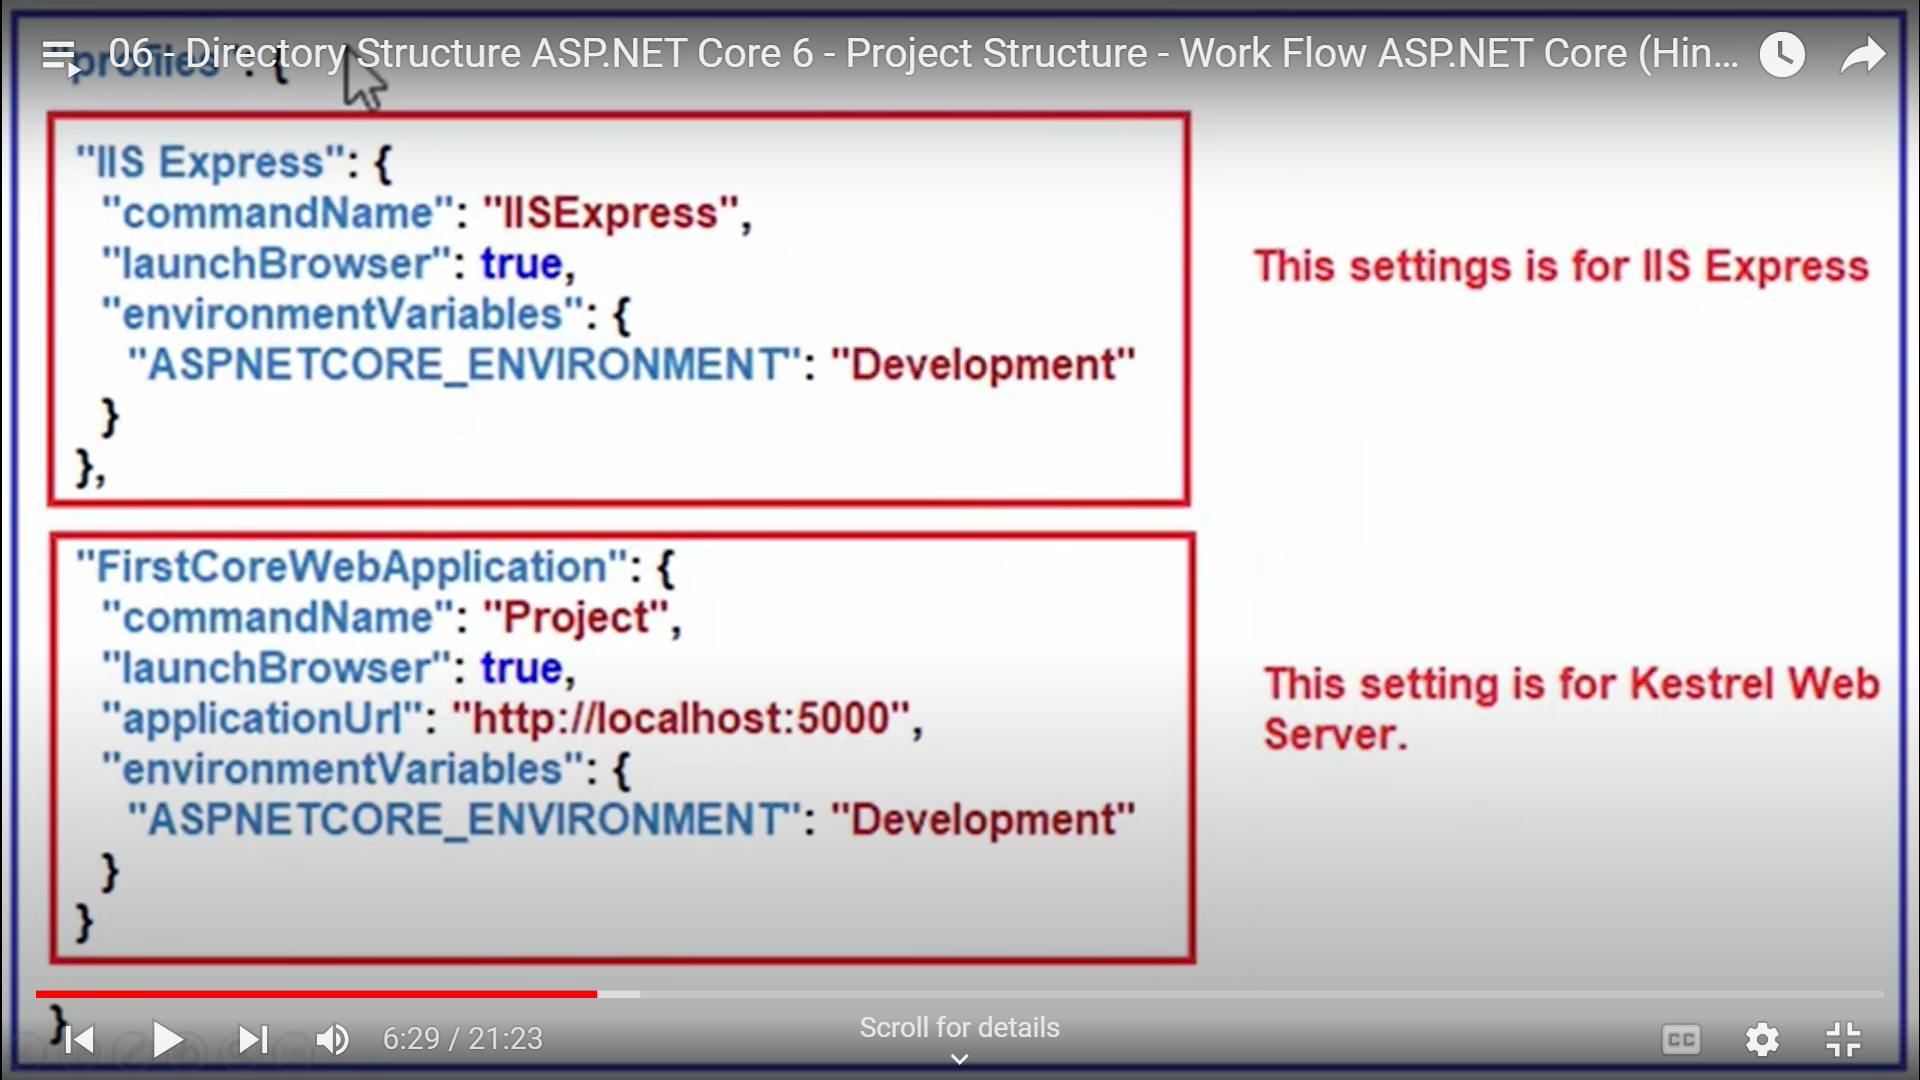 06 - Directory Structure ASP.NET Core 6 - Project Structure - Work Flow ASP.NET Core (Hin...
"profiles": {
"IIS Express": {
"commandName": "IISExpress",
"launchBrowser": true,
"environmentVariables": {
"ASPNETCORE_ENVIRONMENT": "Development"
}
},
This settings is for IIS Express
"FirstCoreWebApplication": {
"commandName": "Project",
"launchBrowser": true,
"applicationUrl": "http://localhost:5000",
"environmentVariables": {
"ASPNETCORE_ENVIRONMENT": "Development"
}
}
This setting is for Kestrel Web
Server.
}
6:29 / 21:23
Scroll for details
CC